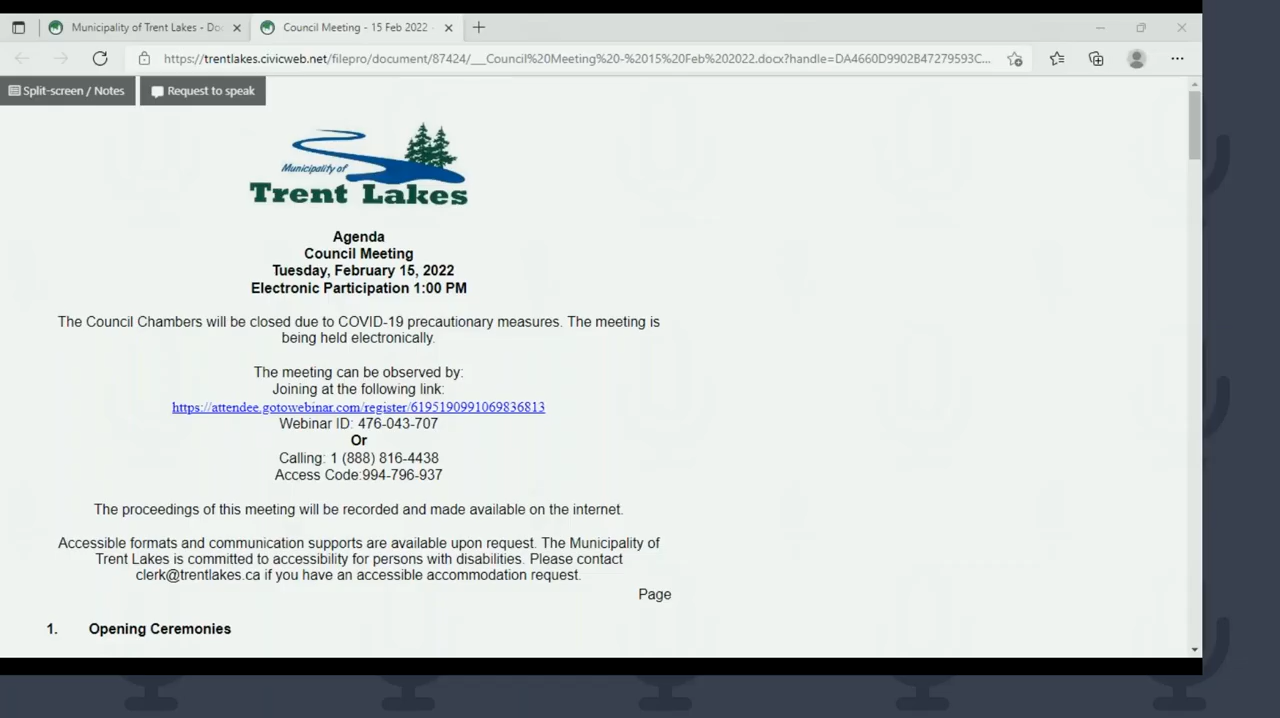 Municipality of Trent Lakes - Do
Council Meeting - 15 Feb 2022 -
https://trentlakes.civicweb.net/filepro/document/87424/__Council%20Meeting%20-%2015%20Feb%202022.docx?handle=DA4660D9902B47279593C...
Split-screen / Notes
Request to speak
Municipality of
Trent Lakes
Agenda
Council Meeting
Tuesday, February 15, 2022
Electronic Participation 1:00 PM
The Council Chambers will be closed due to COVID-19 precautionary measures. The meeting is
being held electronically.
The meeting can be observed by:
Joining at the following link:
https://attendee.gotowebinar.com/register/6195190991069836813
Webinar ID: 476-043-707
Or
Calling: 1 (888) 816-4438
Access Code:994-796-937
The proceedings of this meeting will be recorded and made available on the internet.
Accessible formats and communication supports are available upon request. The Municipality of
Trent Lakes is committed to accessibility for persons with disabilities. Please contact
clerk@trentlakes.ca if you have an accessible accommodation request.
Page
1. Opening Ceremonies